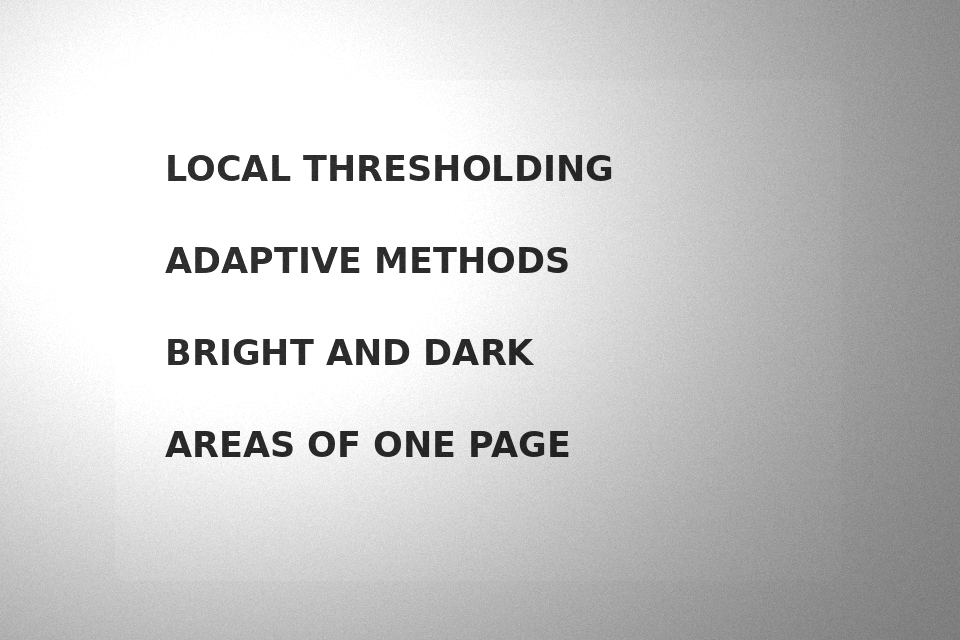 LOCAL THRESHOLDING
ADAPTIVE METHODS
BRIGHT AND DARK
AREAS OF ONE PAGE